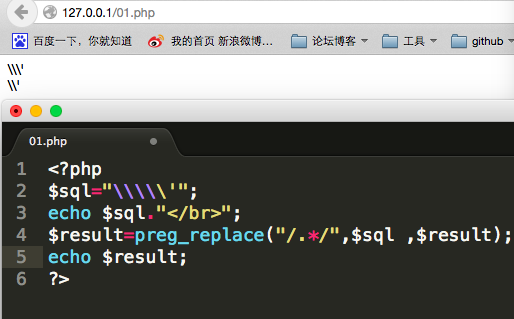 127.0.0.1/01.php
百度一下，你就知道 我的首页 新浪微博… 论坛博客 工具 github
\\\'
\\'
01.php
1 <?php
2 $sql="\\\\\'";
3 echo $sql."</br>";
4 $result=preg_replace("/.*/",$sql ,$result);
5 echo $result;
6 ?>